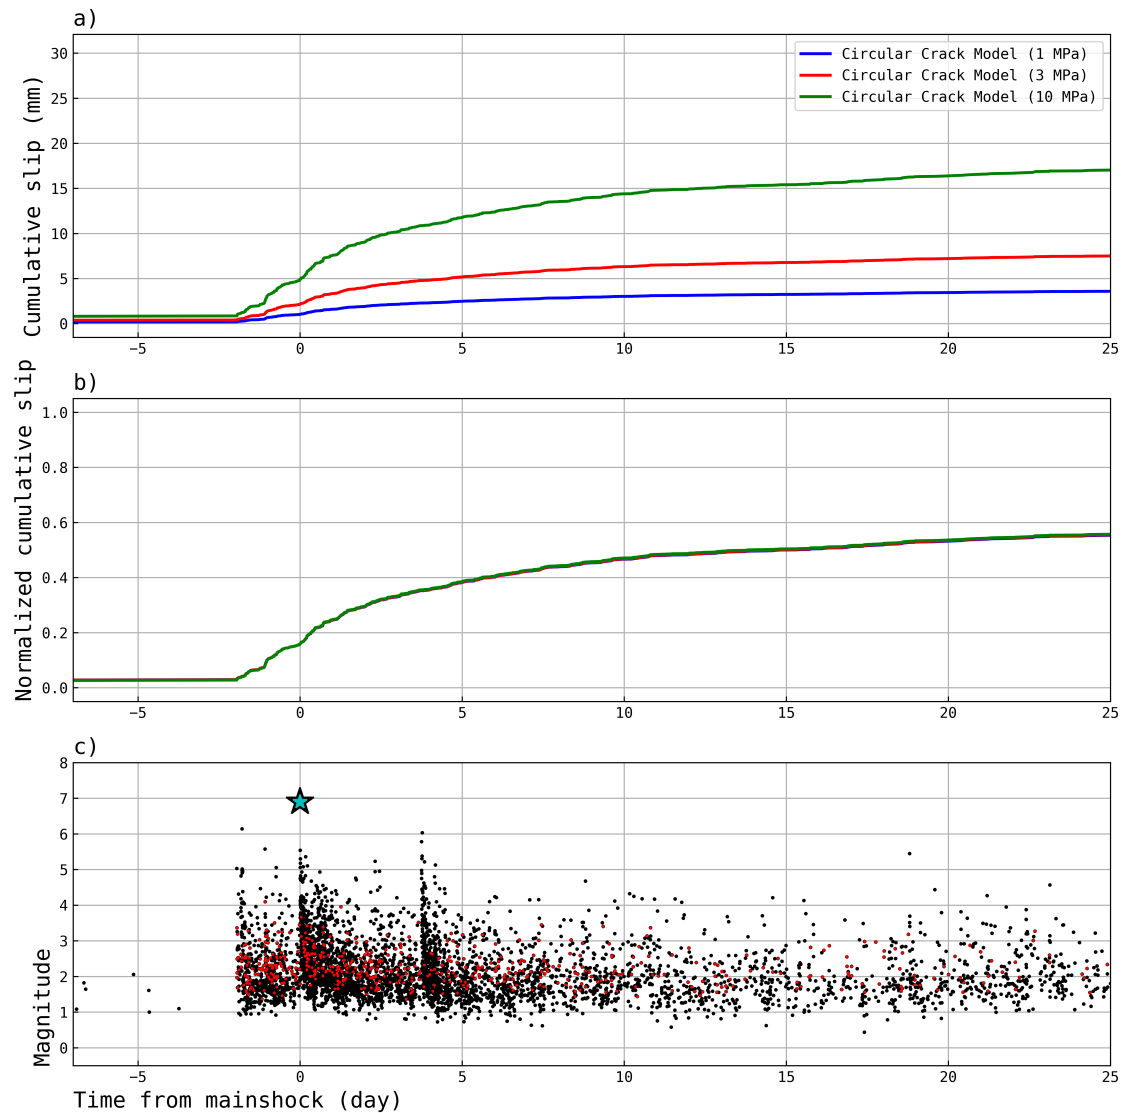 a)
30
25
20
15
10
5
0
Cumulative slip (mm)
Circular Crack Model (1 MPa)
Circular Crack Model (3 MPa)
Circular Crack Model (10 MPa)
−5 0 5 10 15 20 25
b)
1.0
0.8
0.6
0.4
0.2
0.0
Normalized cumulative slip
−5 0 5 10 15 20 25
c)
8
7
6
5
4
3
2
1
0
Magnitude
−5 0 5 10 15 20 25
Time from mainshock (day)